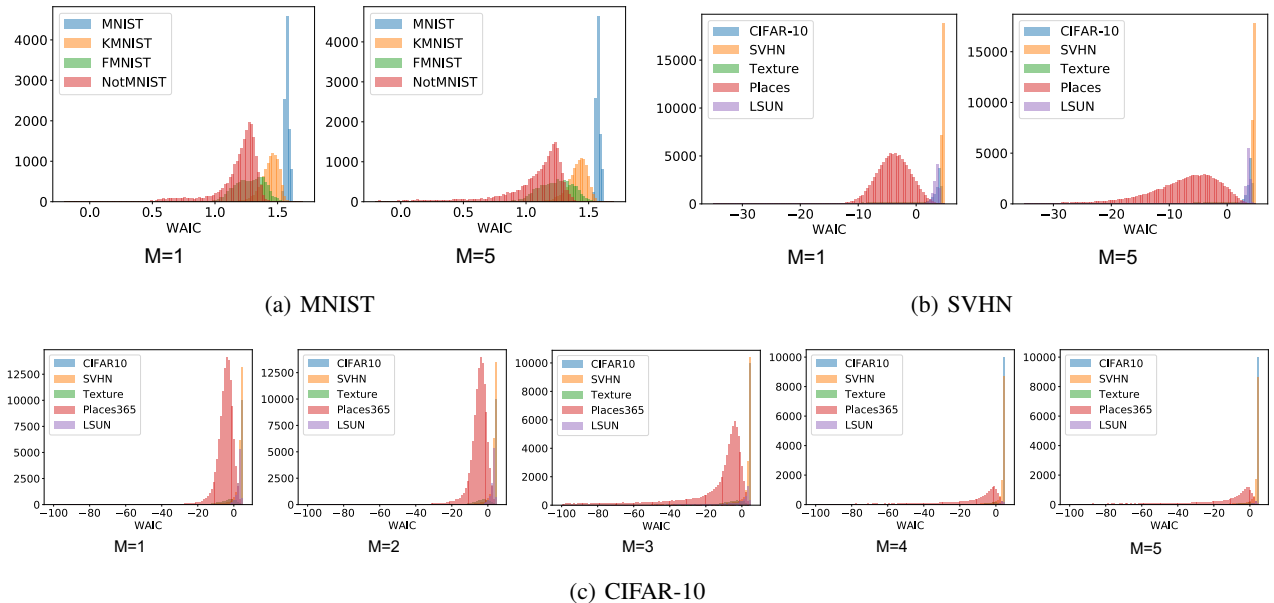 MNIST
KMNIST
FMNIST
NotMNIST
4000
3000
2000
1000
0
0.0 0.5 1.0 1.5
WAIC
M=1
MNIST
KMNIST
FMNIST
NotMNIST
4000
3000
2000
1000
0
0.0 0.5 1.0 1.5
WAIC
M=5
(a) MNIST
CIFAR-10
SVHN
Texture
Places
LSUN
15000
10000
5000
0
−30 −20 −10 0
WAIC
M=1
CIFAR-10
SVHN
Texture
Places
LSUN
17500
15000
12500
10000
7500
5000
2500
0
−30 −20 −10 0
WAIC
M=5
(b) SVHN
CIFAR10
SVHN
Texture
Places365
LSUN
12500
10000
7500
5000
2500
0
−100 −80 −60 −40 −20 0
WAIC
M=1
CIFAR10
SVHN
Texture
Places365
LSUN
12500
10000
7500
5000
2500
0
−100 −80 −60 −40 −20 0
WAIC
M=2
CIFAR10
SVHN
Texture
Places365
LSUN
10000
8000
6000
4000
2000
0
−100 −80 −60 −40 −20 0
WAIC
M=3
CIFAR10
SVHN
Texture
Places365
LSUN
10000
8000
6000
4000
2000
0
−100 −80 −60 −40 −20 0
WAIC
M=4
CIFAR10
SVHN
Texture
Places365
LSUN
10000
8000
6000
4000
2000
0
−100 −80 −60 −40 −20 0
WAIC
M=5
(c) CIFAR-10